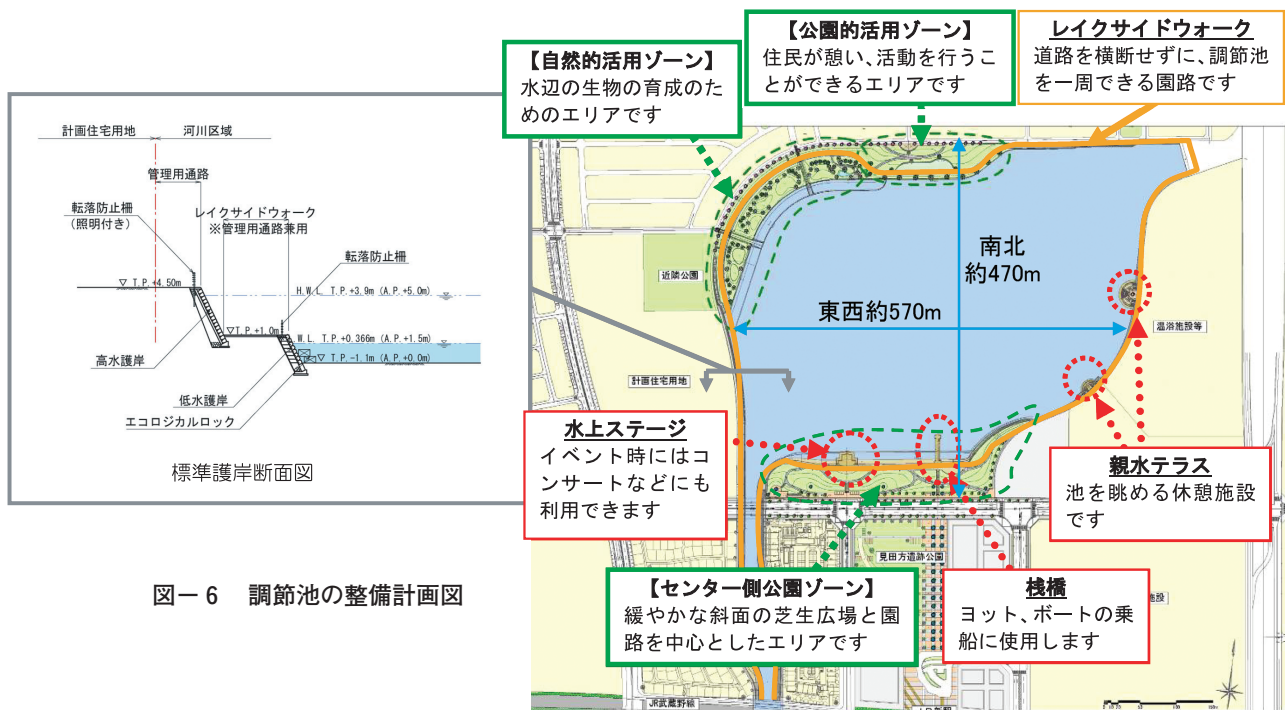 【自然的活用ゾーン】
水辺の生物の育成のた
めのエリアです
【公園的活用ゾーン】
住民が憩い、活動を行うこ
とができるエリアです
レイクサイドウォーク
道路を横断せずに、調節池
を一周できる園路です
計画住宅用地
河川区域
管理用通路
転落防止柵
(照明付き)
レイクサイドウォーク
※管理用通路兼用
転落防止柵
▽ T.P.+4.50m
H.W.L. T.P.+3.9m (A.P.+5.0m)
▽T.P.+1.0m
W.L. T.P.+0.366m (A.P.+1.5m)
▽ T.P.-1.1m (A.P.+0.0m)
高水護岸
低水護岸
エコロジカルロック
標準護岸断面図
図－6 調節池の整備計画図
近隣公園
南北
約470m
東西約570m
温浴施設等
計画住宅用地
水上ステージ
イベント時にはコ
ンサートなどにも
利用できます
親水テラス
池を眺める休憩施設
です
見田方遺跡公園
【センター側公園ゾーン】
緩やかな斜面の芝生広場と園
路を中心としたエリアです
桟橋
ヨット、ボートの乗
船に使用します
施設
JR武蔵野線